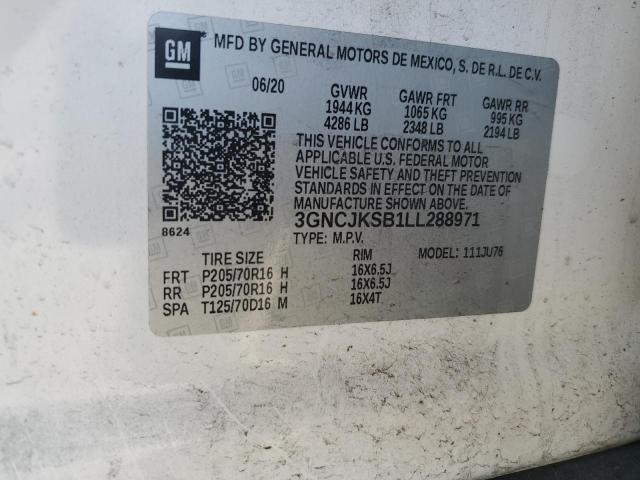 GM
MFD BY GENERAL MOTORS DE MEXICO, S. DE R.L. DE C.V.
06/20 GVWR GAWR FRT GAWR RR
1944 KG 1065 KG 995 KG
4286 LB 2348 LB 2194 LB
THIS VEHICLE CONFORMS TO ALL
APPLICABLE U.S. FEDERAL MOTOR
VEHICLE SAFETY AND THEFT PREVENTION
STANDARDS IN EFFECT ON THE DATE OF
MANUFACTURE SHOWN ABOVE.
8624 3GNCJKSB1LL288971
TYPE: M.P.V. MODEL: 111JU76
TIRE SIZE RIM
FRT P205/70R16 H 16X6.5J
RR P205/70R16 H 16X6.5J
SPA T125/70D16 M 16X4T